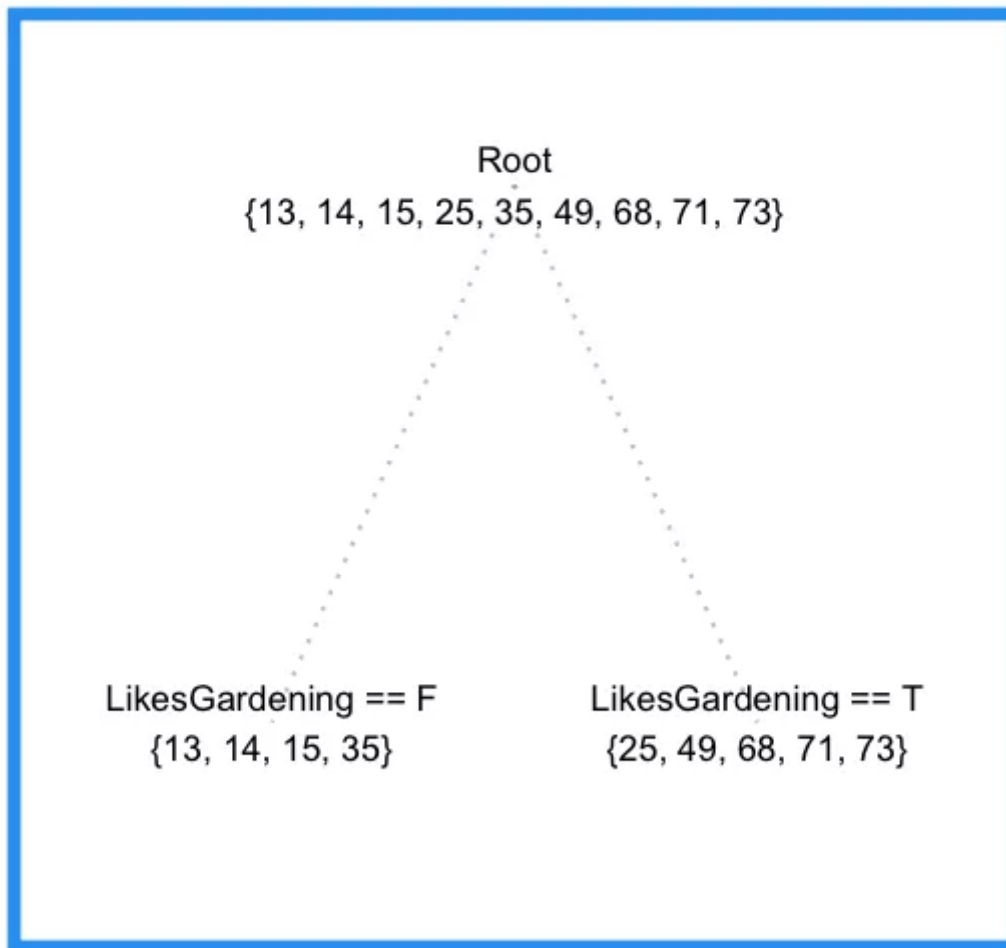 Root
{13, 14, 15, 25, 35, 49, 68, 71, 73}
LikesGardening == F
{13, 14, 15, 35}
LikesGardening == T
{25, 49, 68, 71, 73}